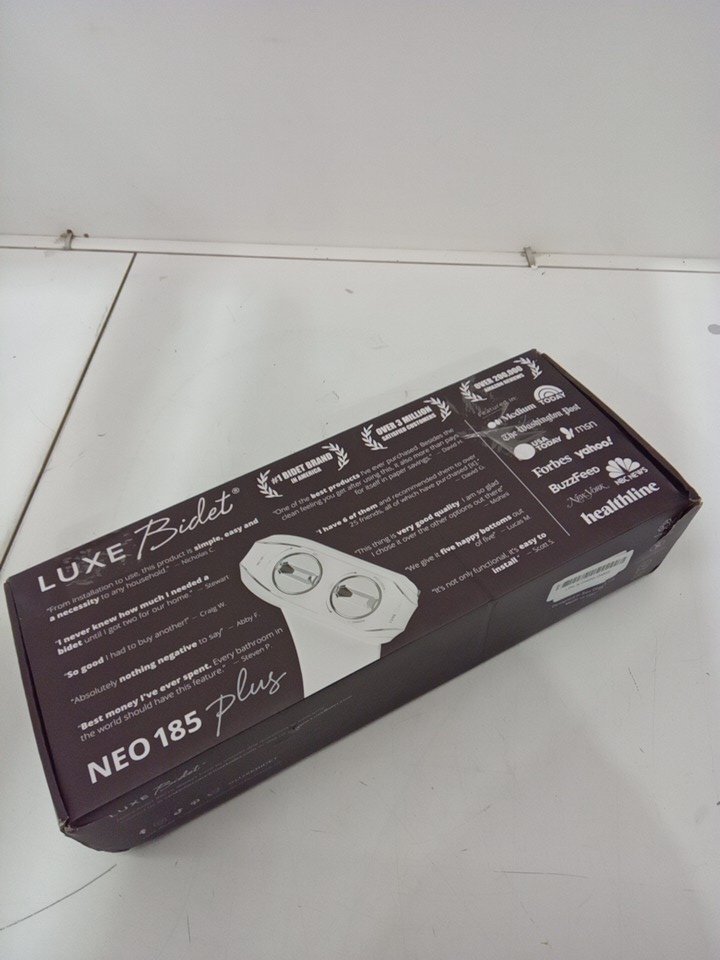 LUXE Bidet®
"From installation to use, this product is simple, easy and
a necessity to any household." – Nicholas C.
"I never knew how much I needed a
bidet until I got two for our home." – Stewart
"So good I had to buy another!" – Craig W.
"Absolutely nothing negative to say" – Abby F.
"Best money I've ever spent. Every bathroom in
the world should have this feature." – Steven P.
NEO 185 plus
#1 BIDET BRAND
IN AMERICA
OVER 3 MILLION
SATISFIED CUSTOMERS
OVER 200,000
AMAZON REVIEWS
"One of the best products I've ever purchased. Besides the
clean feeling you get after using this, it also more than pays
for itself in paper savings." – David H.
"I have 6 of them and recommended them to over
25 friends, all of which have purchased [it]." – David G.
"This thing is very good quality. I am so glad
I chose it over the other options out there"
"We give it five happy bottoms out
of five" – Lucas M.
"It's not only functional, it's easy to
install." – Scott S.
Featured in:
Medium
TODAY
The Washington Post
USA
TODAY
msn
Forbes
yahoo!
BuzzFeed
NBC NEWS
New York
healthline
LUXE Bidet
LUXE